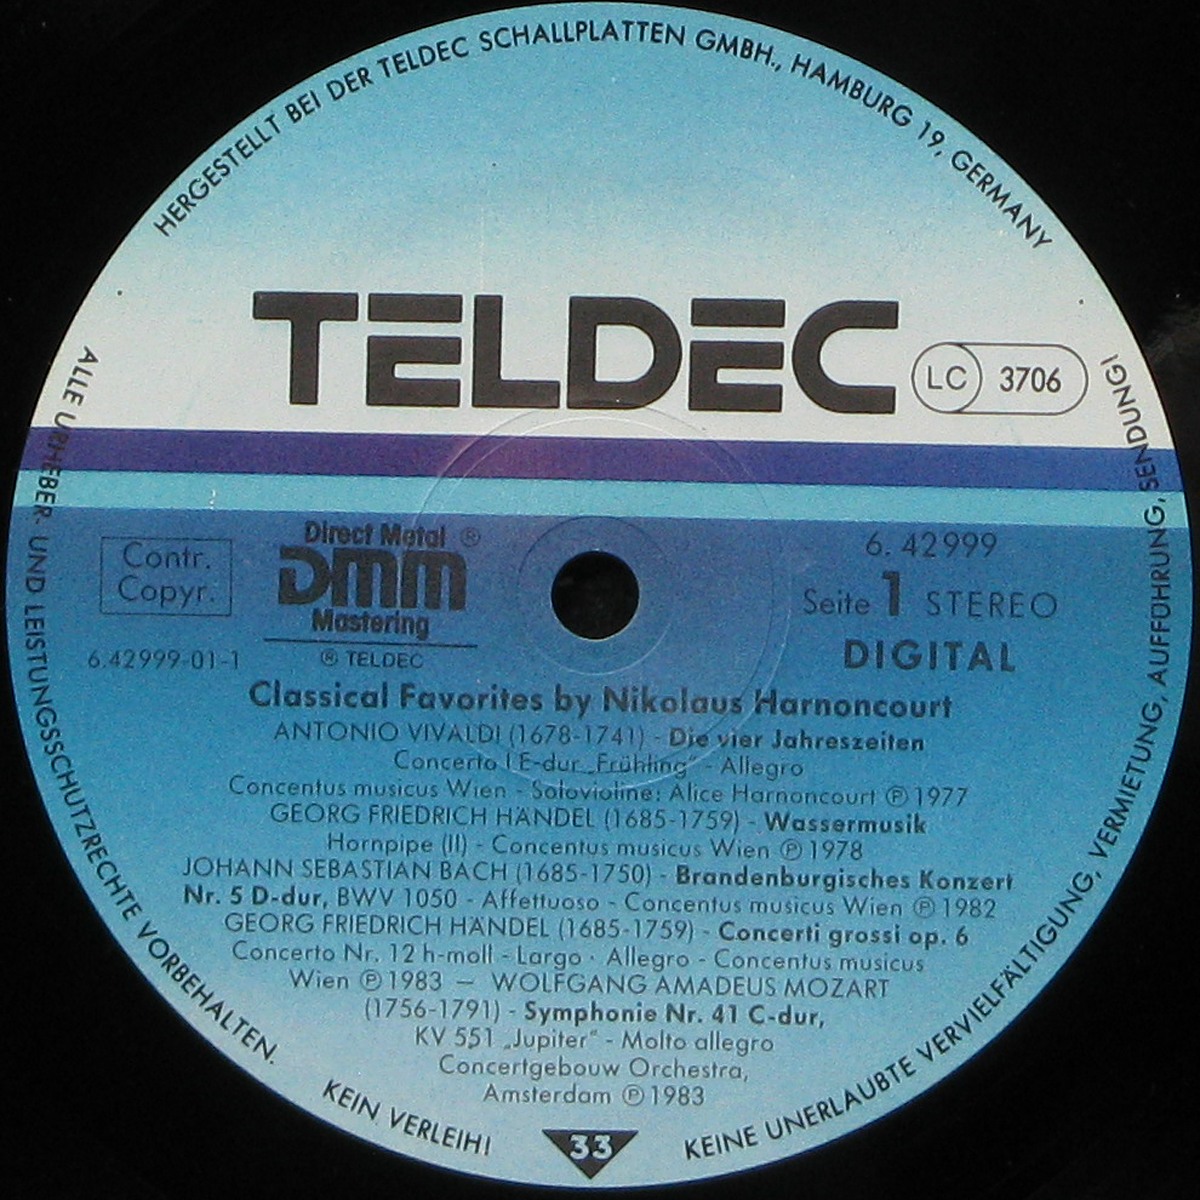 HERGESTELLT BEI DER TELDEC SCHALLPLATTEN GMBH., HAMBURG 19, GERMANY
TELDEC
LC 3706
Contr.
Copyr.
6.42999-01-1
Direct Metal ®
DMM
Mastering
® TELDEC
6. 42999
Seite 1 STEREO
DIGITAL
Classical Favorites by Nikolaus Harnoncourt
ANTONIO VIVALDI (1678-1741) - Die vier Jahreszeiten
Concerto I E-dur „Frühling“ - Allegro
Concentus musicus Wien - Solovioline: Alice Harnoncourt ℗ 1977
GEORG FRIEDRICH HÄNDEL (1685-1759) - Wassermusik
Hornpipe (II) - Concentus musicus Wien ℗ 1978
JOHANN SEBASTIAN BACH (1685-1750) - Brandenburgisches Konzert
Nr. 5 D-dur, BWV 1050 - Affettuoso - Concentus musicus Wien ℗ 1982
GEORG FRIEDRICH HÄNDEL (1685-1759) - Concerti grossi op. 6
Concerto Nr. 12 h-moll - Largo · Allegro - Concentus musicus
Wien ℗ 1983 — WOLFGANG AMADEUS MOZART
(1756-1791) - Symphonie Nr. 41 C-dur,
KV 551 „Jupiter“ - Molto allegro
Concertgebouw Orchestra,
Amsterdam ℗ 1983
33
ALLE URHEBER- UND LEISTUNGSSCHUTZRECHTE VORBEHALTEN.
KEIN VERLEIH!
KEINE UNERLAUBTE VERVIELFÄLTIGUNG, VERMIETUNG, AUFFÜHRUNG, SENDUNG!